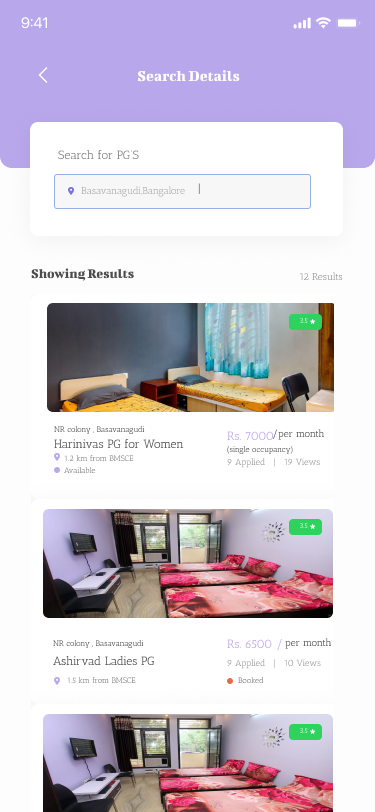 9:41
Search Details
Search for PG'S
Basavanagudi,Bangalore
Showing Results
12 Results
3.5
NR colony , Basavanagudi
Harinivas PG for Women
1.2 km from BMSCE
Available
Rs. 7000/per month
(single occupancy)
9 Applied | 19 Views
3.5
NR colony , Basavanagudi
Ashirvad Ladies PG
1.5 km from BMSCE
Rs. 6500 / per month
9 Applied | 10 Views
Booked
3.5